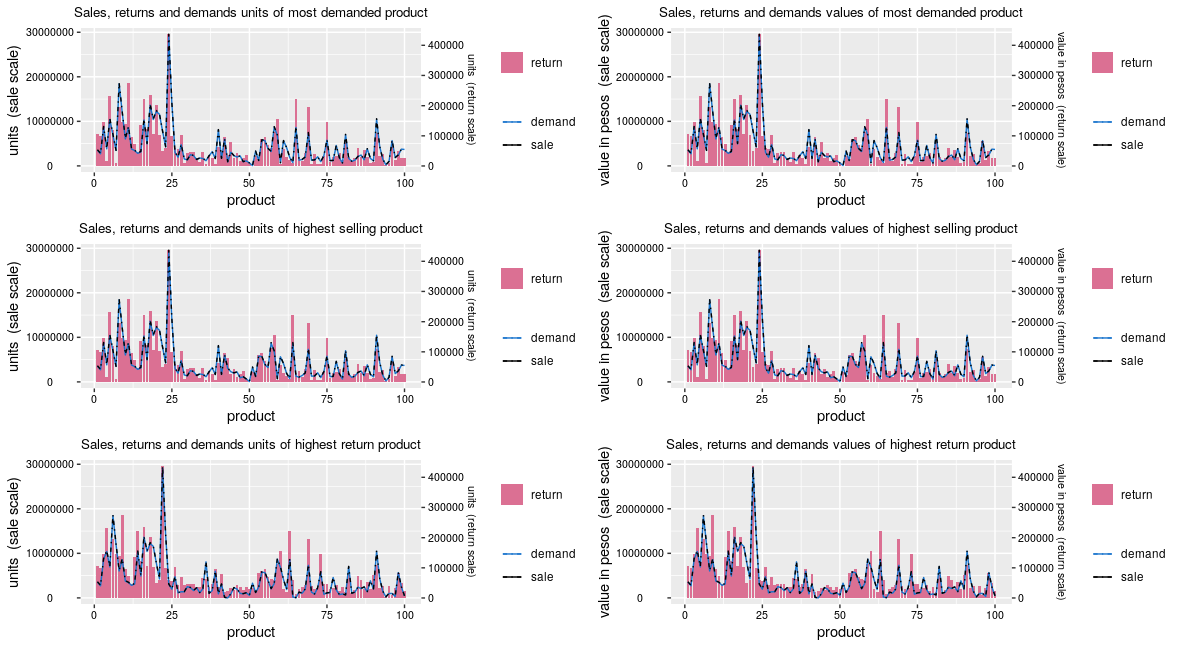 Sales, returns and demands units of most demanded product
30000000
20000000
10000000
0
units  (sale scale)
400000
300000
200000
100000
0
units  (return scale)
0 25 50 75 100
product
return
demand
sale
Sales, returns and demands values of most demanded product
30000000
20000000
10000000
0
value in pesos  (sale scale)
400000
300000
200000
100000
0
value in pesos  (return scale)
0 25 50 75 100
product
return
demand
sale
Sales, returns and demands units of highest selling product
30000000
20000000
10000000
0
units  (sale scale)
400000
300000
200000
100000
0
units  (return scale)
0 25 50 75 100
product
return
demand
sale
Sales, returns and demands values of highest selling product
30000000
20000000
10000000
0
value in pesos  (sale scale)
400000
300000
200000
100000
0
value in pesos  (return scale)
0 25 50 75 100
product
return
demand
sale
Sales, returns and demands units of highest return product
30000000
20000000
10000000
0
units  (sale scale)
400000
300000
200000
100000
0
units  (return scale)
0 25 50 75 100
product
return
demand
sale
Sales, returns and demands values of highest return product
30000000
20000000
10000000
0
value in pesos  (sale scale)
400000
300000
200000
100000
0
value in pesos  (return scale)
0 25 50 75 100
product
return
demand
sale